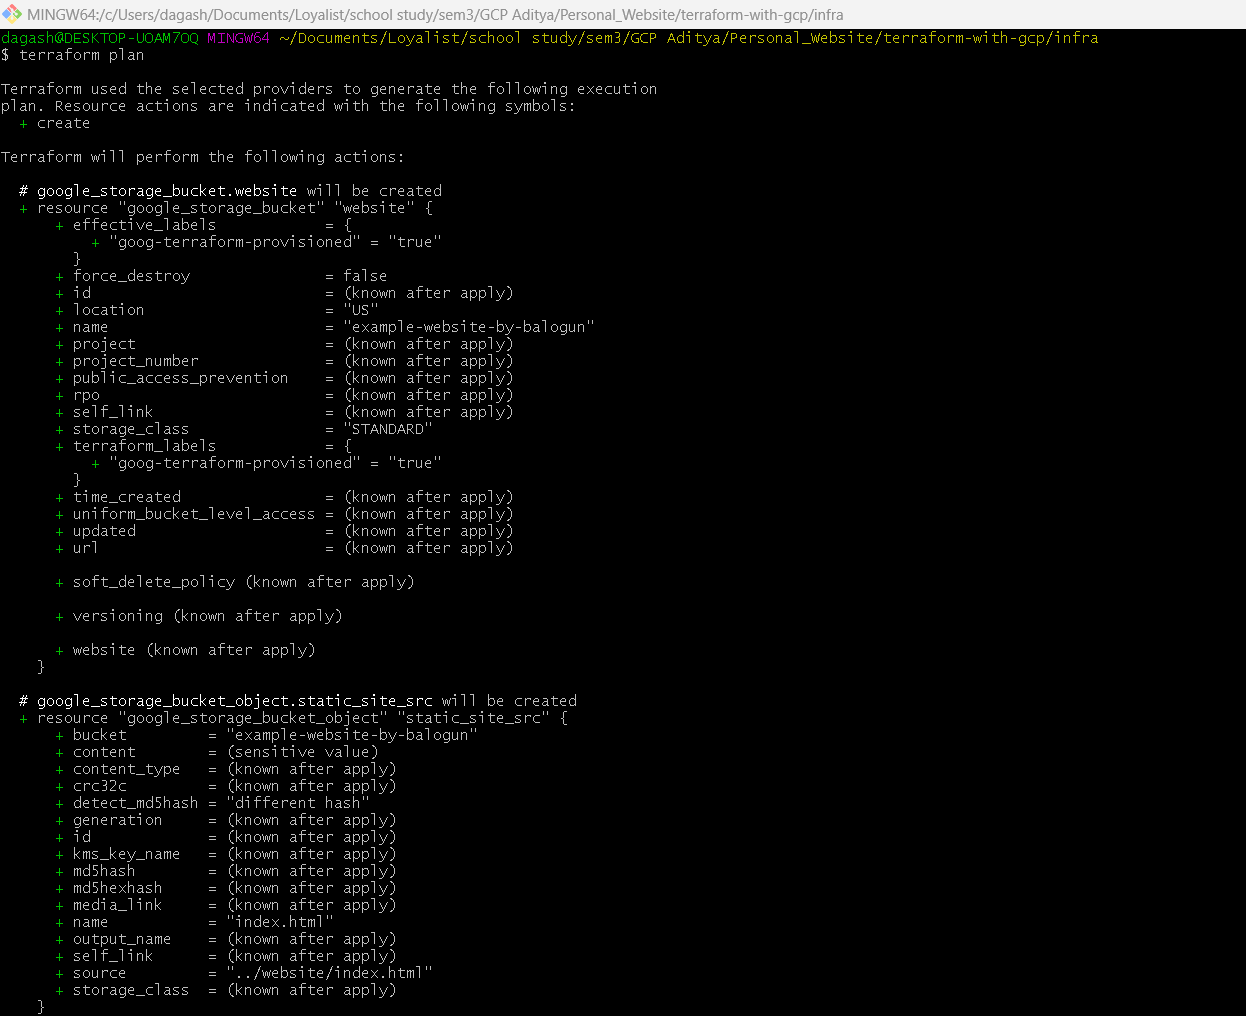 MINGW64:/c/Users/dagash/Documents/Loyalist/school study/sem3/GCP Aditya/Personal_Website/terraform-with-gcp/infra
dagash@DESKTOP-UOAM7OQ MINGW64 ~/Documents/Loyalist/school study/sem3/GCP Aditya/Personal_Website/terraform-with-gcp/infra
$ terraform plan
Terraform used the selected providers to generate the following execution
plan. Resource actions are indicated with the following symbols:
  + create
Terraform will perform the following actions:
  # google_storage_bucket.website will be created
  + resource "google_storage_bucket" "website" {
      + effective_labels            = {
          + "goog-terraform-provisioned" = "true"
        }
      + force_destroy               = false
      + id                          = (known after apply)
      + location                    = "US"
      + name                        = "example-website-by-balogun"
      + project                     = (known after apply)
      + project_number              = (known after apply)
      + public_access_prevention    = (known after apply)
      + rpo                         = (known after apply)
      + self_link                   = (known after apply)
      + storage_class               = "STANDARD"
      + terraform_labels            = {
          + "goog-terraform-provisioned" = "true"
        }
      + time_created                = (known after apply)
      + uniform_bucket_level_access = (known after apply)
      + updated                     = (known after apply)
      + url                         = (known after apply)
      + soft_delete_policy (known after apply)
      + versioning (known after apply)
      + website (known after apply)
    }
  # google_storage_bucket_object.static_site_src will be created
  + resource "google_storage_bucket_object" "static_site_src" {
      + bucket         = "example-website-by-balogun"
      + content        = (sensitive value)
      + content_type   = (known after apply)
      + crc32c         = (known after apply)
      + detect_md5hash = "different hash"
      + generation     = (known after apply)
      + id             = (known after apply)
      + kms_key_name   = (known after apply)
      + md5hash        = (known after apply)
      + md5hexhash     = (known after apply)
      + media_link     = (known after apply)
      + name           = "index.html"
      + output_name    = (known after apply)
      + self_link      = (known after apply)
      + source         = "../website/index.html"
      + storage_class  = (known after apply)
    }